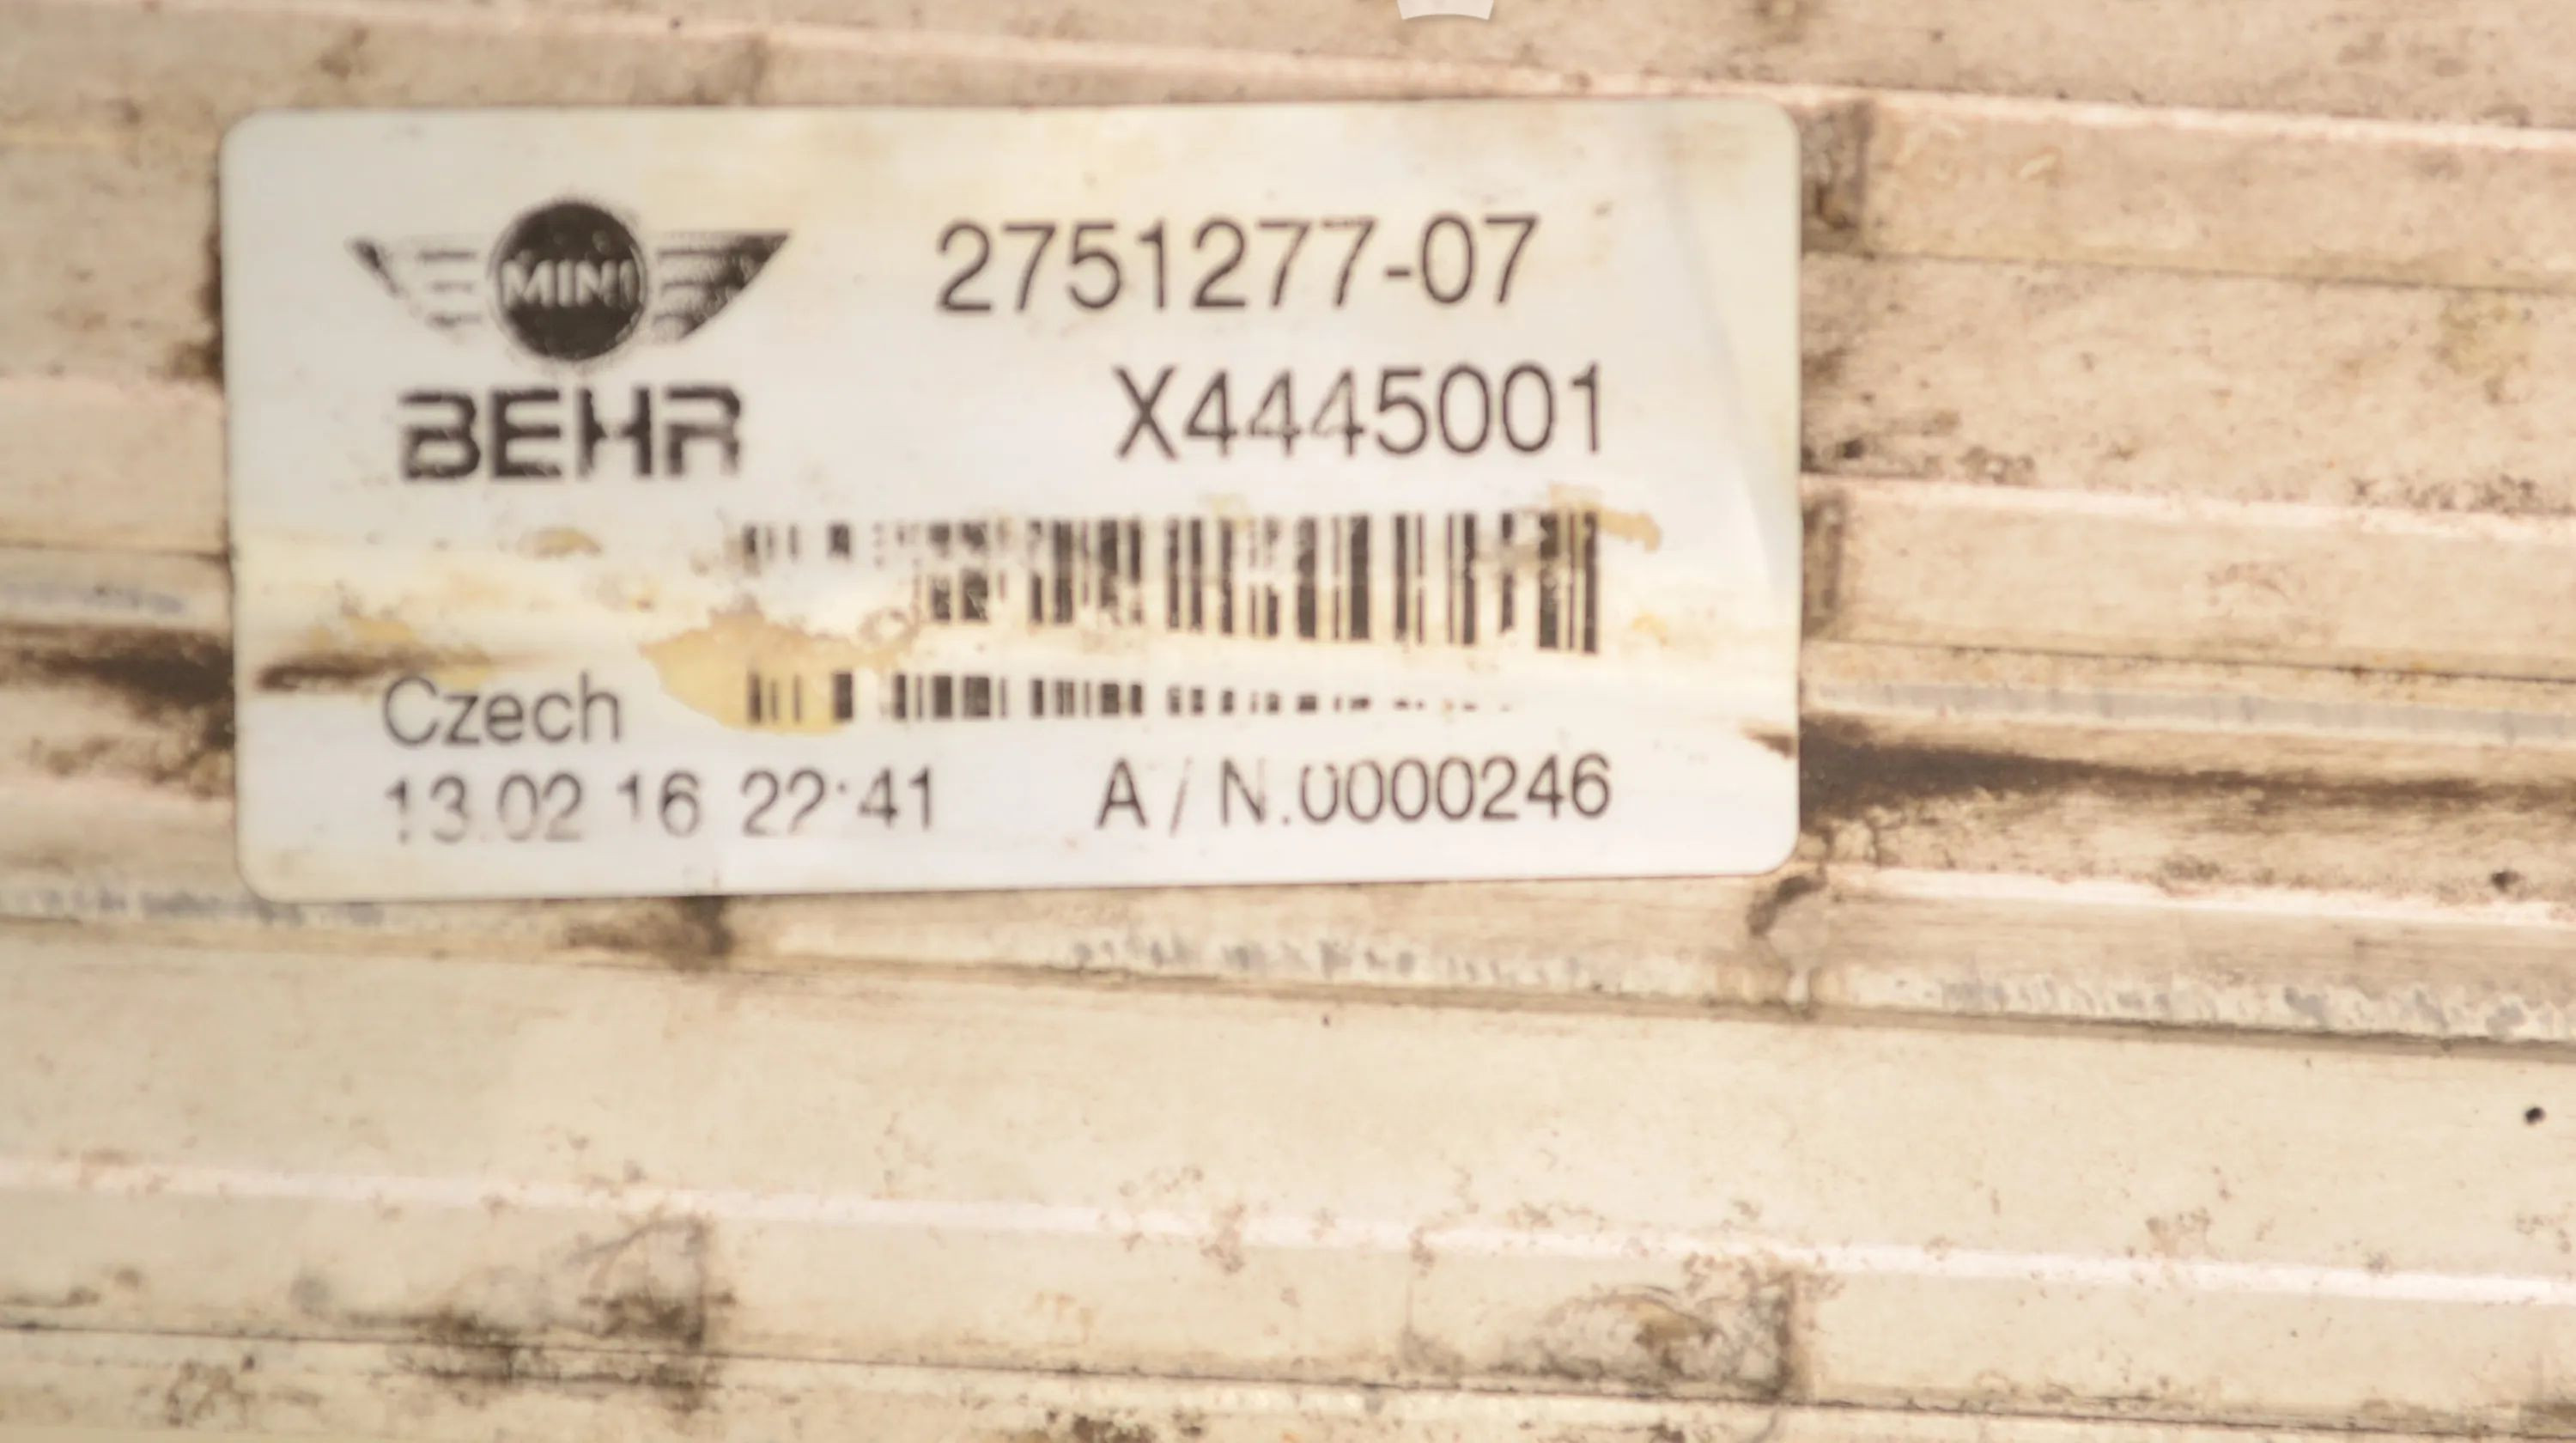 MINI
2751277-07
BEHR
X4445001
Czech
13.02 16 22:41
A / N.0000246